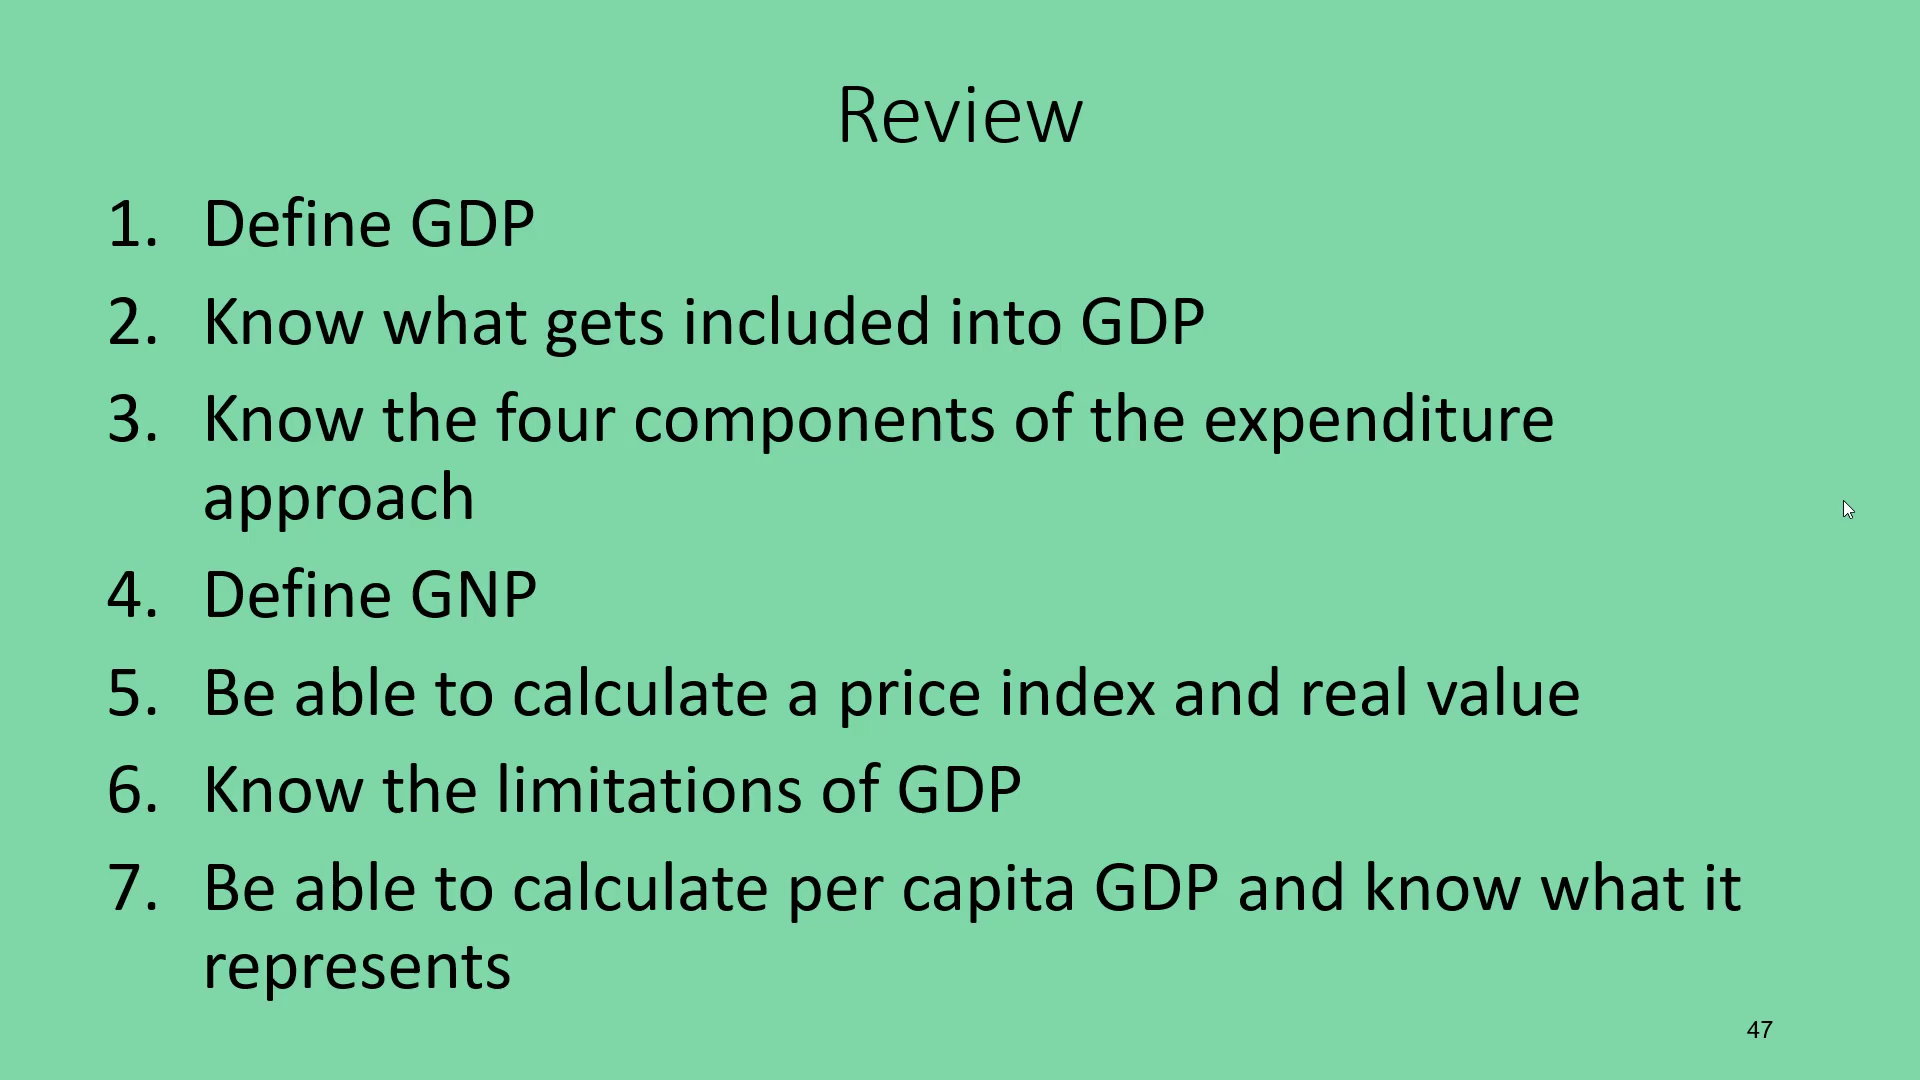 Review
1. Define GDP
2. Know what gets included into GDP
3. Know the four components of the expenditure
approach
4. Define GNP
5. Be able to calculate a price index and real value
6. Know the limitations of GDP
7. Be able to calculate per capita GDP and know what it
represents
47